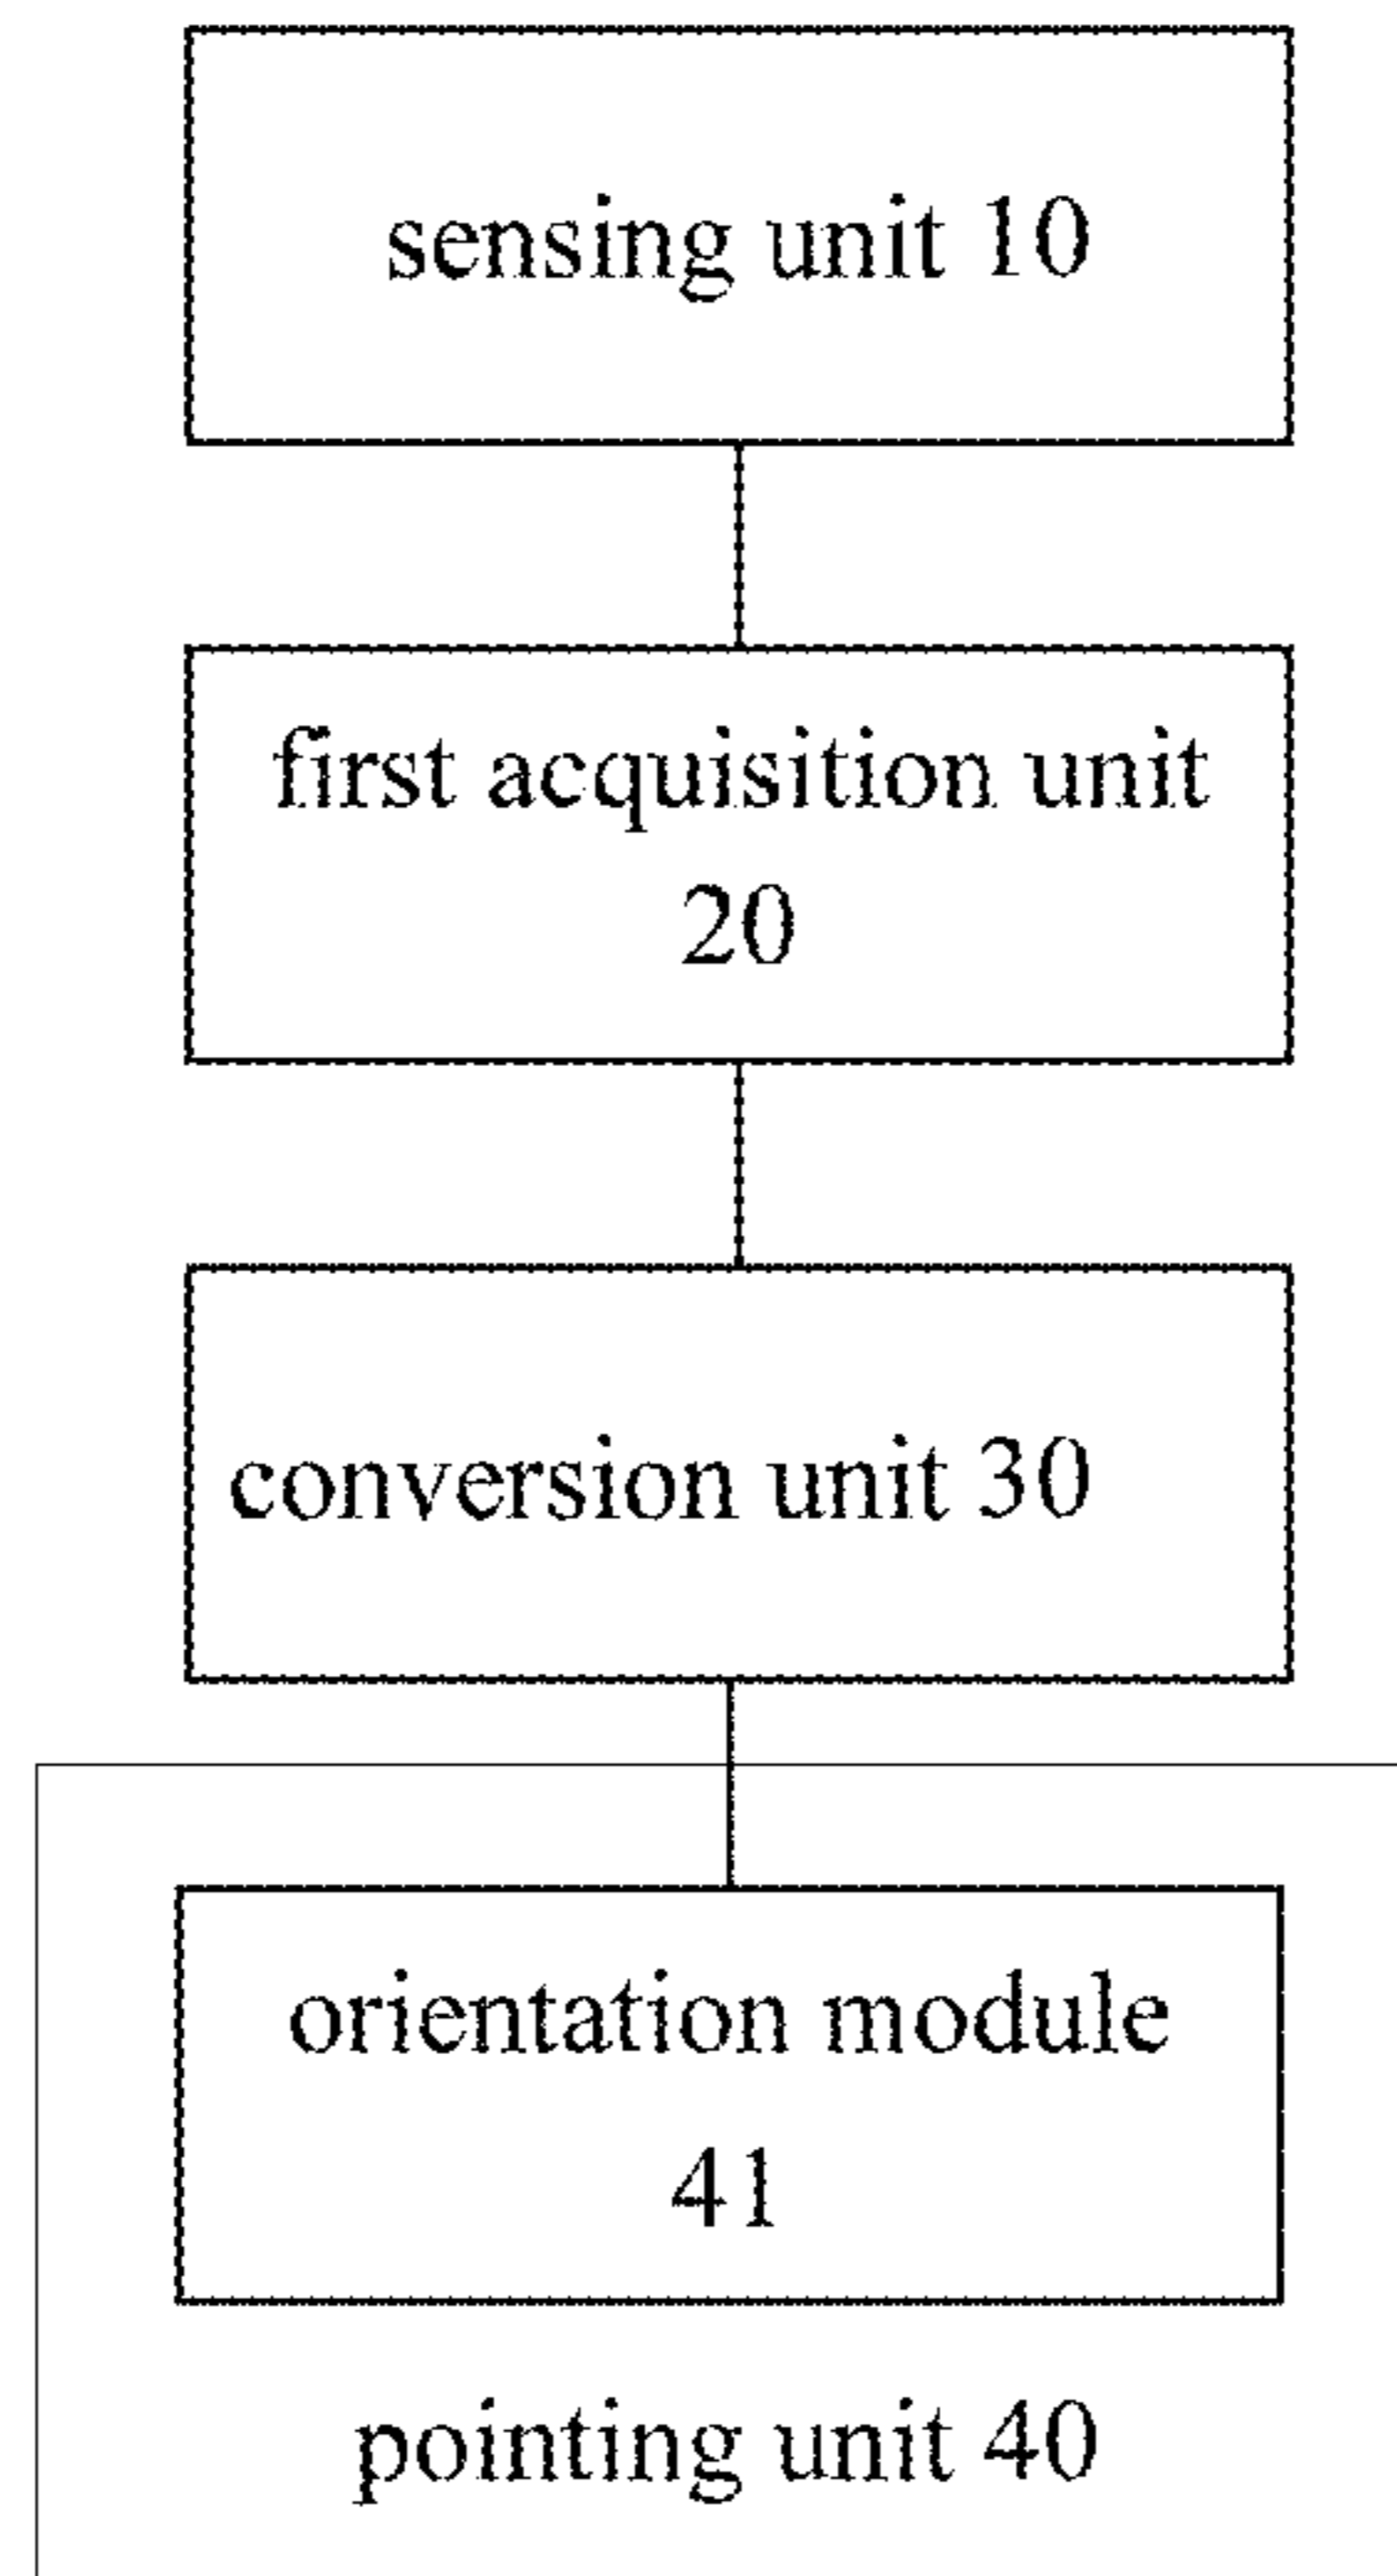 sensing unit 10
first acquisition unit
20
conversion unit 30
orientation module
41
pointing unit 40